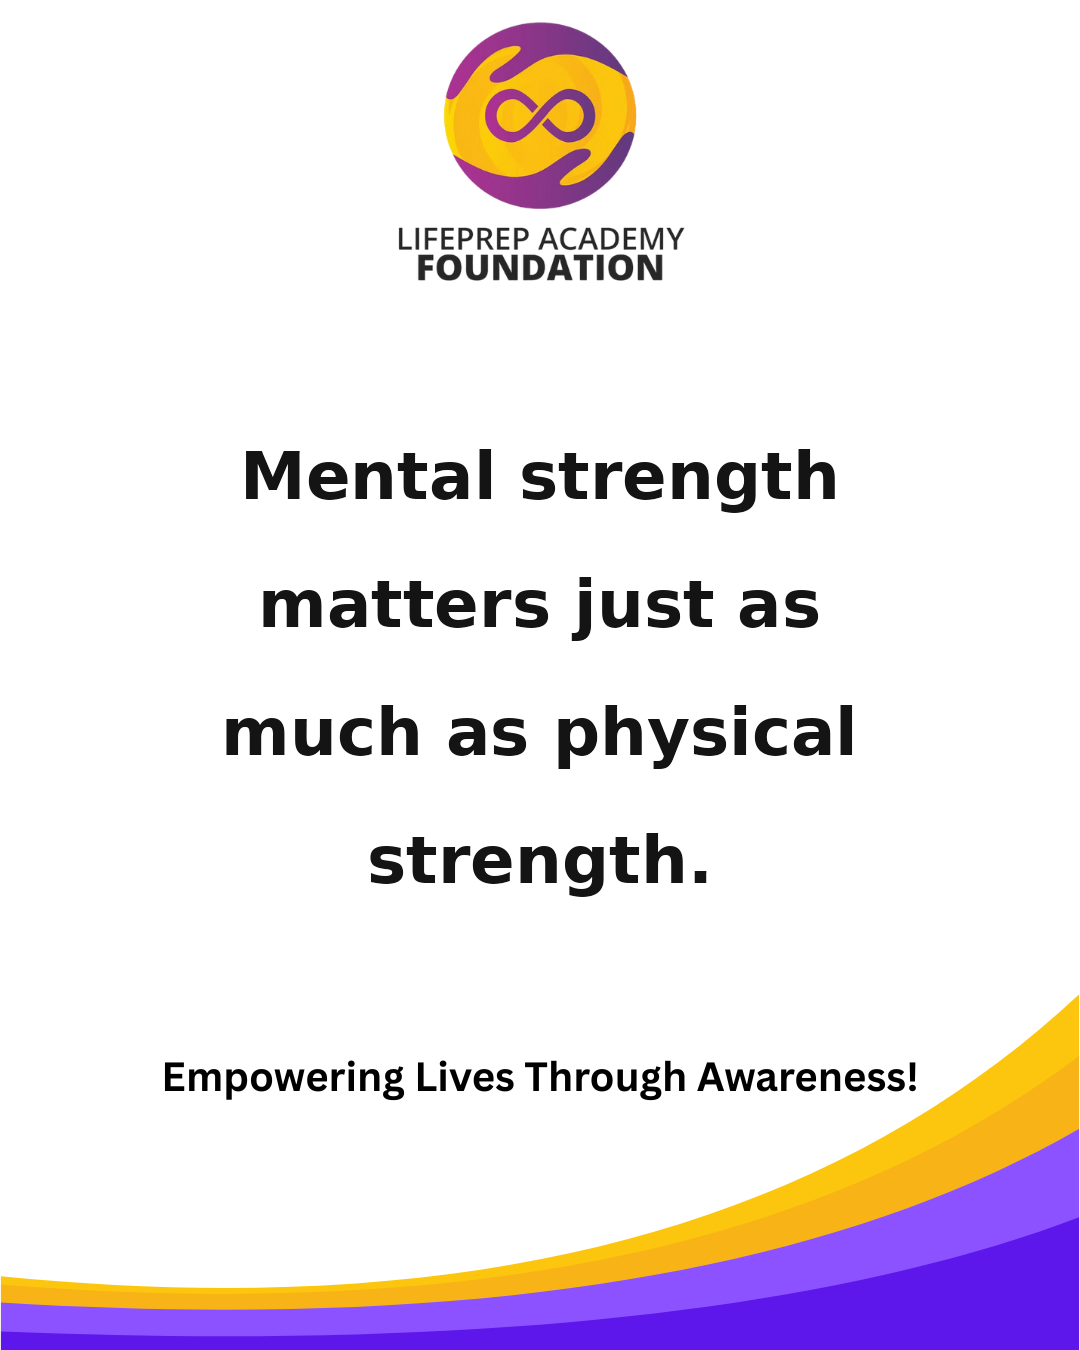 LIFEPREP ACADEMY
FOUNDATION
Mental strength
matters just as
much as physical
strength.
Empowering Lives Through Awareness!